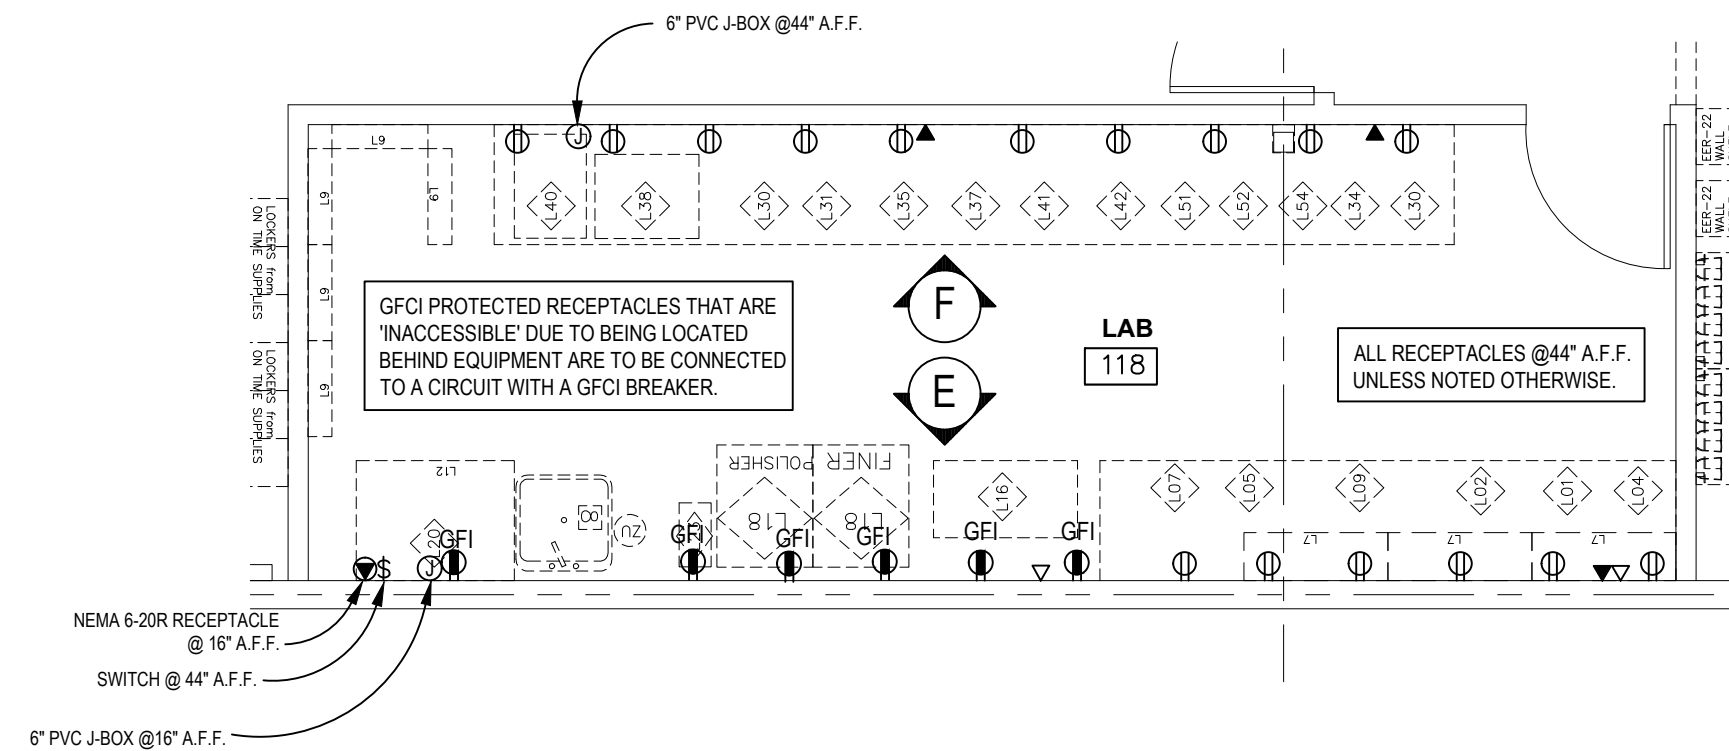 6" PVC J-BOX @44" A.F.F.
J
L9
L9
L9
L9
L9
LOCKERS from
ON TIME SUPPLIES
LOCKERS from
ON TIME SUPPLIES
L40
L38
L30
L31
L35
L37
L41
L42
L51
L52
L54
L34
L30
EER-22
WALL
EER-22
WALL
GFCI PROTECTED RECEPTACLES THAT ARE
'INACCESSIBLE' DUE TO BEING LOCATED
BEHIND EQUIPMENT ARE TO BE CONNECTED
TO A CIRCUIT WITH A GFCI BREAKER.
F
E
LAB
118
ALL RECEPTACLES @44" A.F.F.
UNLESS NOTED OTHERWISE.
L12
L20
GFI
ZU
GFI
POLISHER
L18
GFI
FINER
L18
GFI
L16
GFI
GFI
L07
L05
L09
L02
L01
L04
L7
L7
L7
$
J
NEMA 6-20R RECEPTACLE
@ 16" A.F.F.
SWITCH @ 44" A.F.F.
6" PVC J-BOX @16" A.F.F.